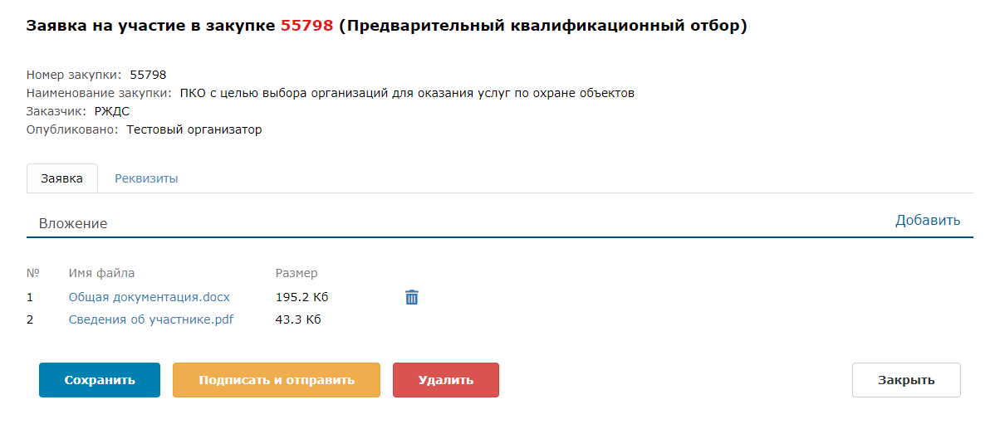 Заявка на участие в закупке 55798 (Предварительный квалификационный отбор)
Номер закупки: 55798
Наименование закупки: ПКО с целью выбора организаций для оказания услуг по охране объектов
Заказчик: РЖДС
Опубликовано: Тестовый организатор
Заявка Реквизиты
Вложение Добавить
№ Имя файла Размер
1 Общая документация.docx 195.2 Кб
2 Сведения об участнике.pdf 43.3 Кб
Сохранить Подписать и отправить Удалить Закрыть